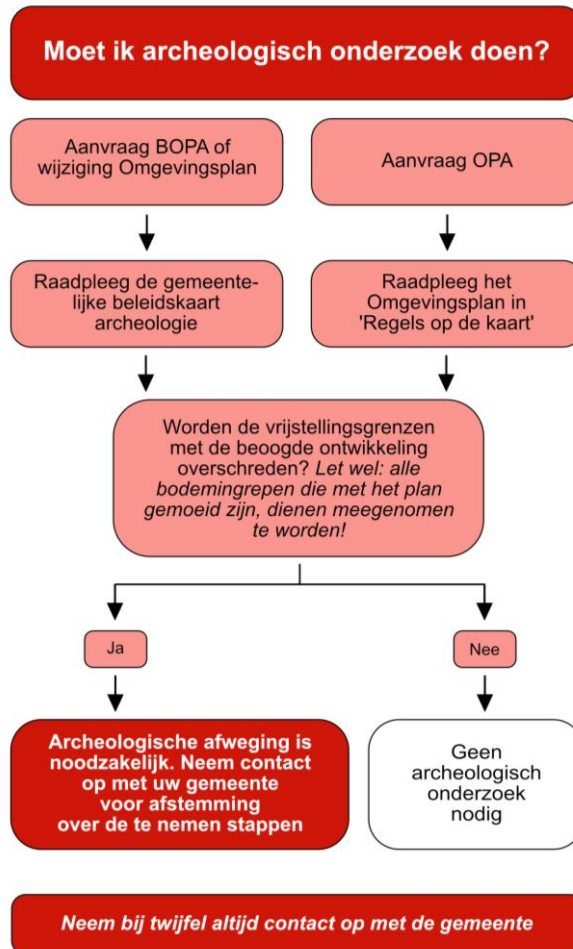 Moet ik archeologisch onderzoek doen?
Aanvraag BOPA of
wijziging Omgevingsplan
Aanvraag OPA
Raadpleeg de gemeente-
lijke beleidskaart
archeologie
Raadpleeg het
Omgevingsplan in
'Regels op de kaart'
Worden de vrijstellingsgrenzen
met de beoogde ontwikkeling
overschreden? Let wel: alle
bodemingrepen die met het plan
gemoeid zijn, dienen meegenomen
te worden!
Ja
Nee
Archeologische afweging is
noodzakelijk. Neem contact
op met uw gemeente
voor afstemming
over de te nemen stappen
Geen
archeologisch
onderzoek
nodig
Neem bij twijfel altijd contact op met de gemeente